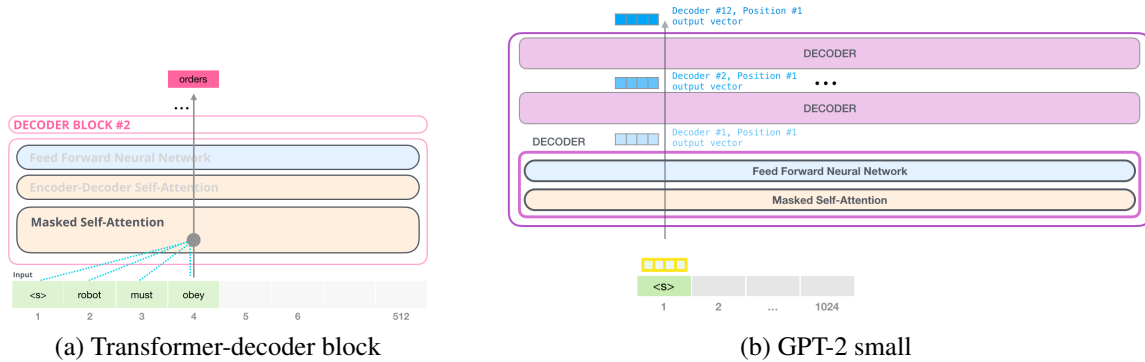 orders
...
DECODER BLOCK #2
Feed Forward Neural Network
Encoder-Decoder Self-Attention
Masked Self-Attention
Input
<s> robot must obey
1 2 3 4 5 6 512
(a) Transformer-decoder block
Decoder #12, Position #1
output vector
DECODER
Decoder #2, Position #1
output vector
...
DECODER
DECODER
Decoder #1, Position #1
output vector
Feed Forward Neural Network
Masked Self-Attention
<s>
1 2 ... 1024
(b) GPT-2 small